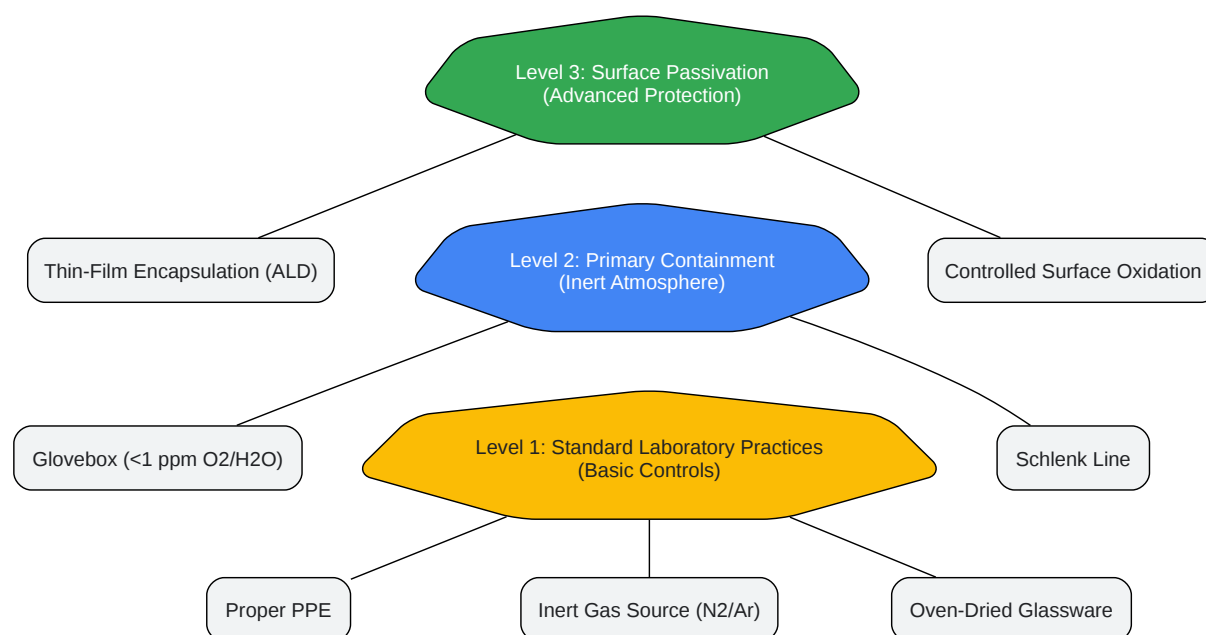 Level 3: Surface Passivation
(Advanced Protection)
Thin-Film Encapsulation (ALD)
Level 2: Primary Containment
(Inert Atmosphere)
Controlled Surface Oxidation
Glovebox (<1 ppm O2/H2O)
Level 1: Standard Laboratory Practices
(Basic Controls)
Schlenk Line
Proper PPE
Inert Gas Source (N2/Ar)
Oven-Dried Glassware